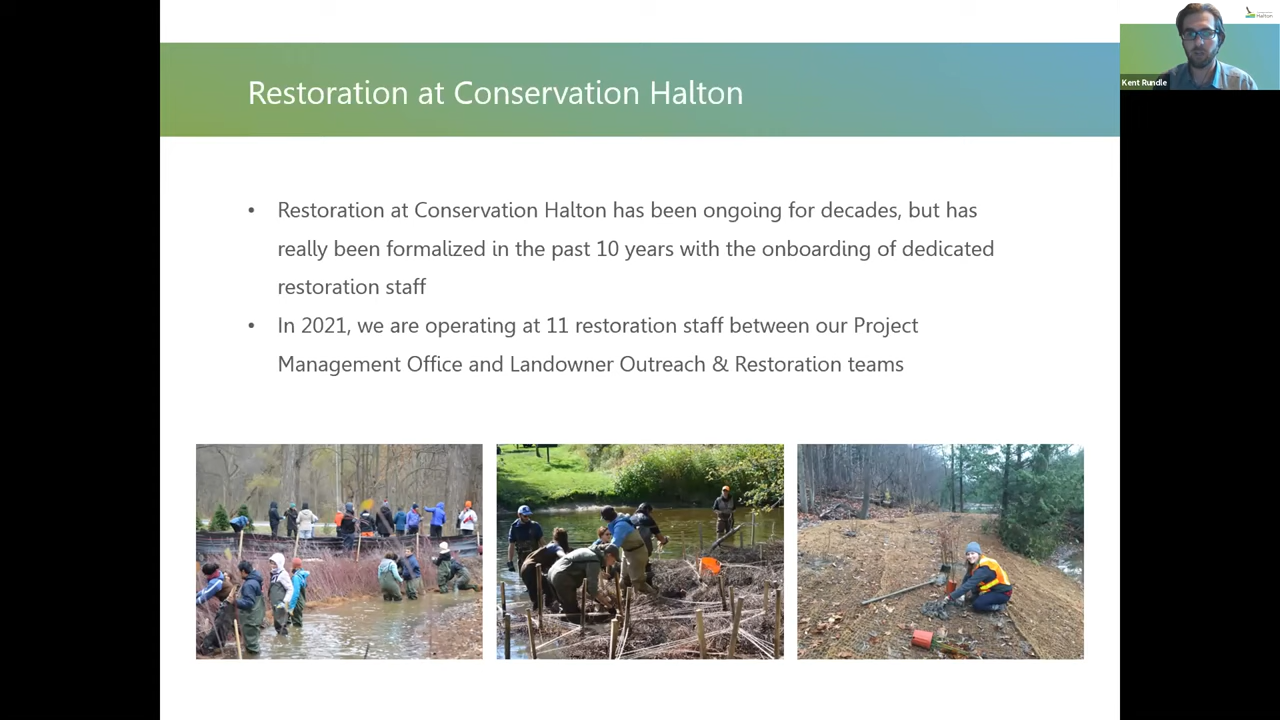 Restoration at Conservation Halton
• Restoration at Conservation Halton has been ongoing for decades, but has
really been formalized in the past 10 years with the onboarding of dedicated
restoration staff
• In 2021, we are operating at 11 restoration staff between our Project
Management Office and Landowner Outreach & Restoration teams
Halton
Kent Rundle